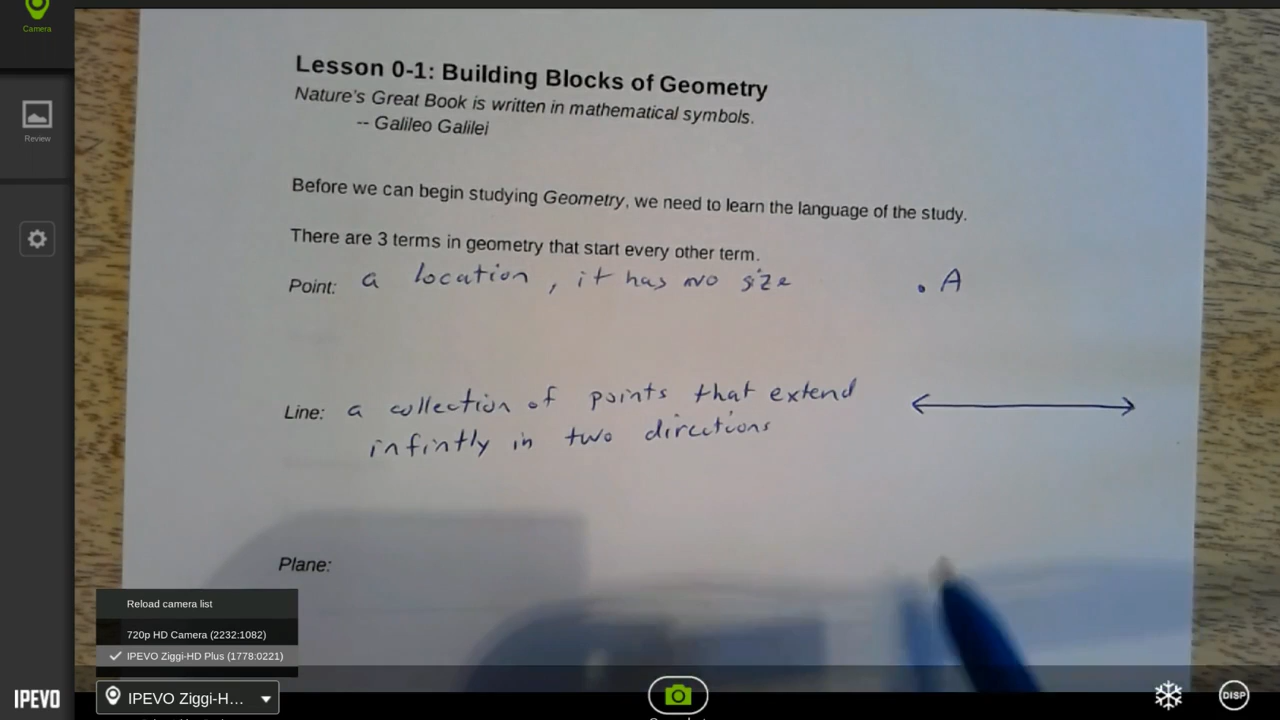 Camera
Review
Lesson 0-1: Building Blocks of Geometry
Nature's Great Book is written in mathematical symbols.
-- Galileo Galilei
Before we can begin studying Geometry, we need to learn the language of the study.
There are 3 terms in geometry that start every other term.
Point: a location, it has no size . A
Line: a collection of points that extend
infintly in two directions
Plane:
Reload camera list
720p HD Camera (2232:1082)
IPEVO Ziggi-HD Plus (1778:0221)
IPEVO
IPEVO Ziggi-H...
DISP